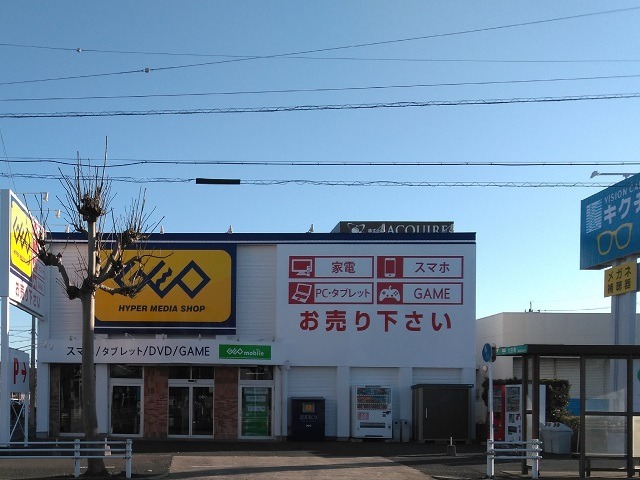 ACQUIRE
GEO
HYPER MEDIA SHOP
家電
スマホ
PC・タブレット
GAME
お売り下さい
スマホ/タブレット/DVD/GAME
GEO mobile
VISION
キク
メガネ
補聴器
P